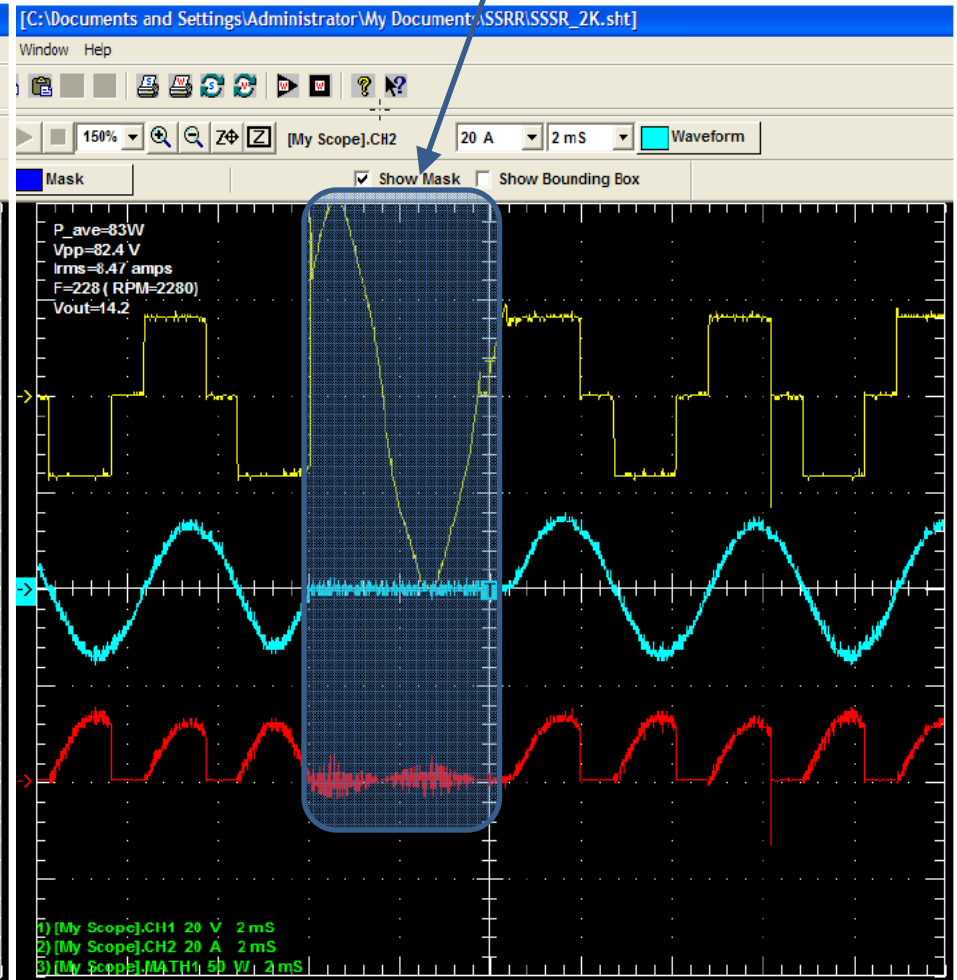 [C:\Documents and Settings\Administrator\My Documents\SSRR\SSSR_2K.sht]
Window Help
150% Z [My Scope].CH2 20 A 2 mS Waveform
Mask Show Mask Show Bounding Box
P_ave=83W
Vpp=82.4 V
Irms=8.47 amps
F=228 ( RPM=2280)
Vout=14.2
1) [My Scope].CH1 20 V 2 mS
2) [My Scope].CH2 20 A 2 mS
3) [My Scope].MATH1 50 W 2 mS